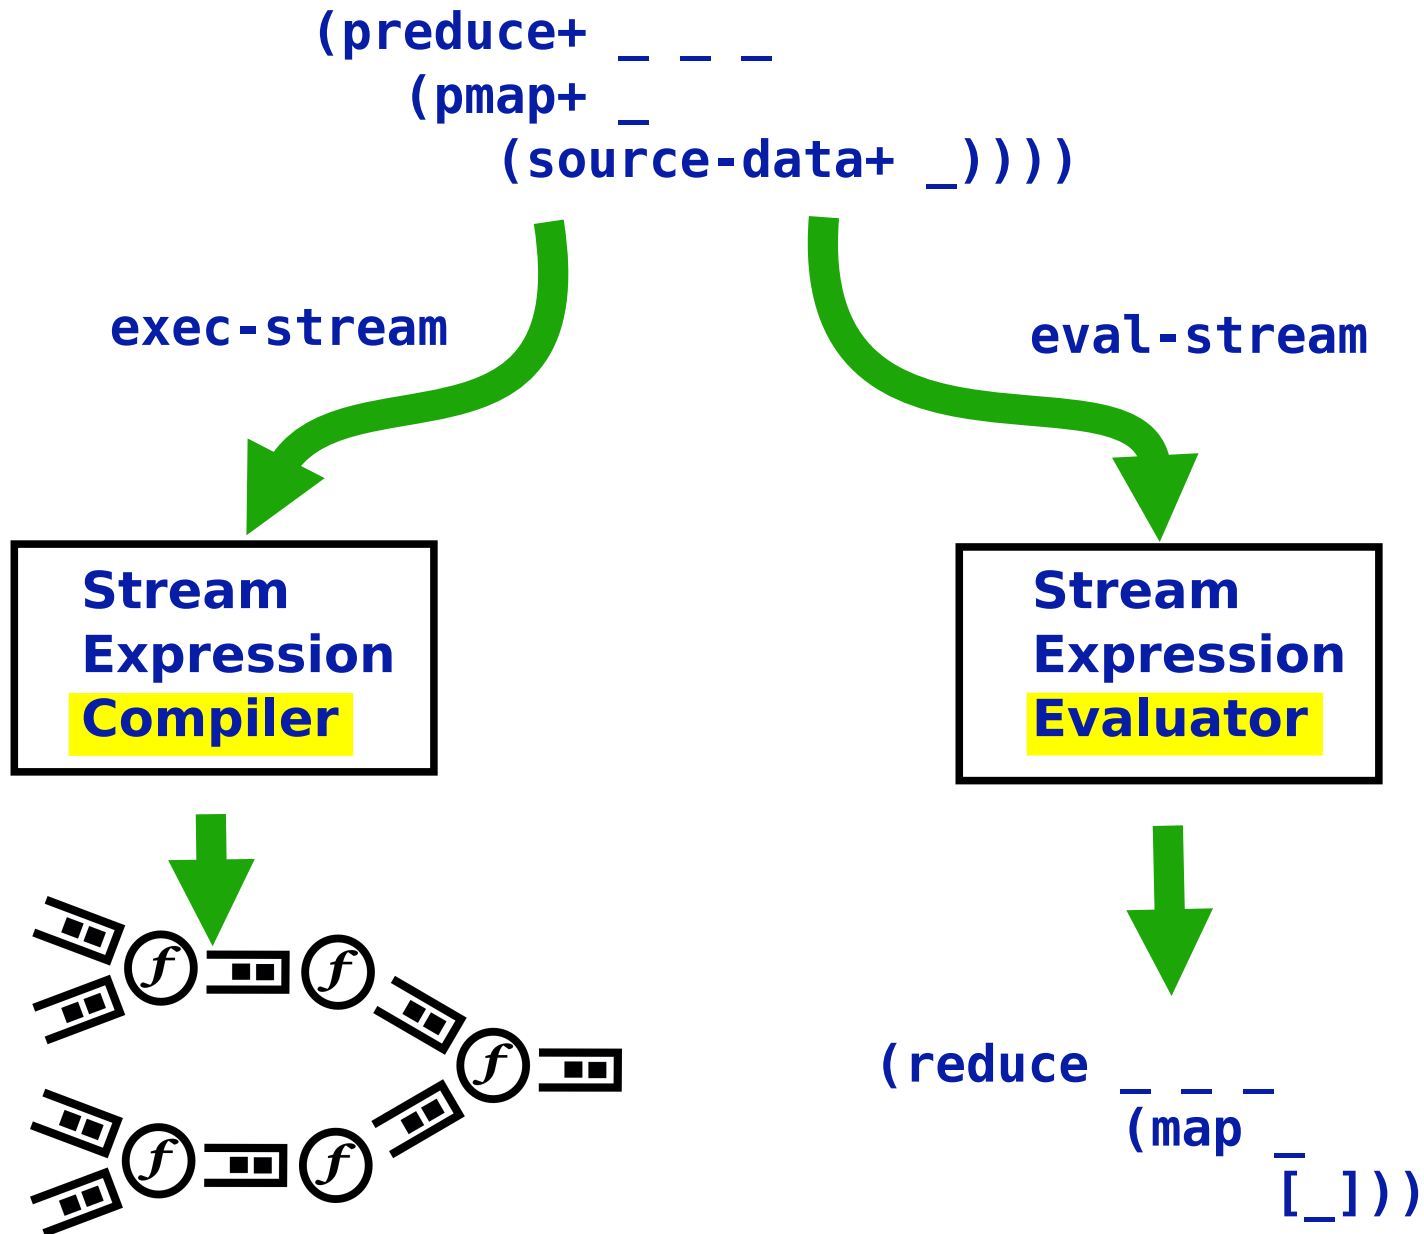 (preduce+ _ _ _
(pmap+ _
(source-data+ _))))
exec-stream
eval-stream
Stream
Expression
Compiler
Stream
Expression
Evaluator
f
f
f
f
f
(reduce _ _ _
(map _
[_]))